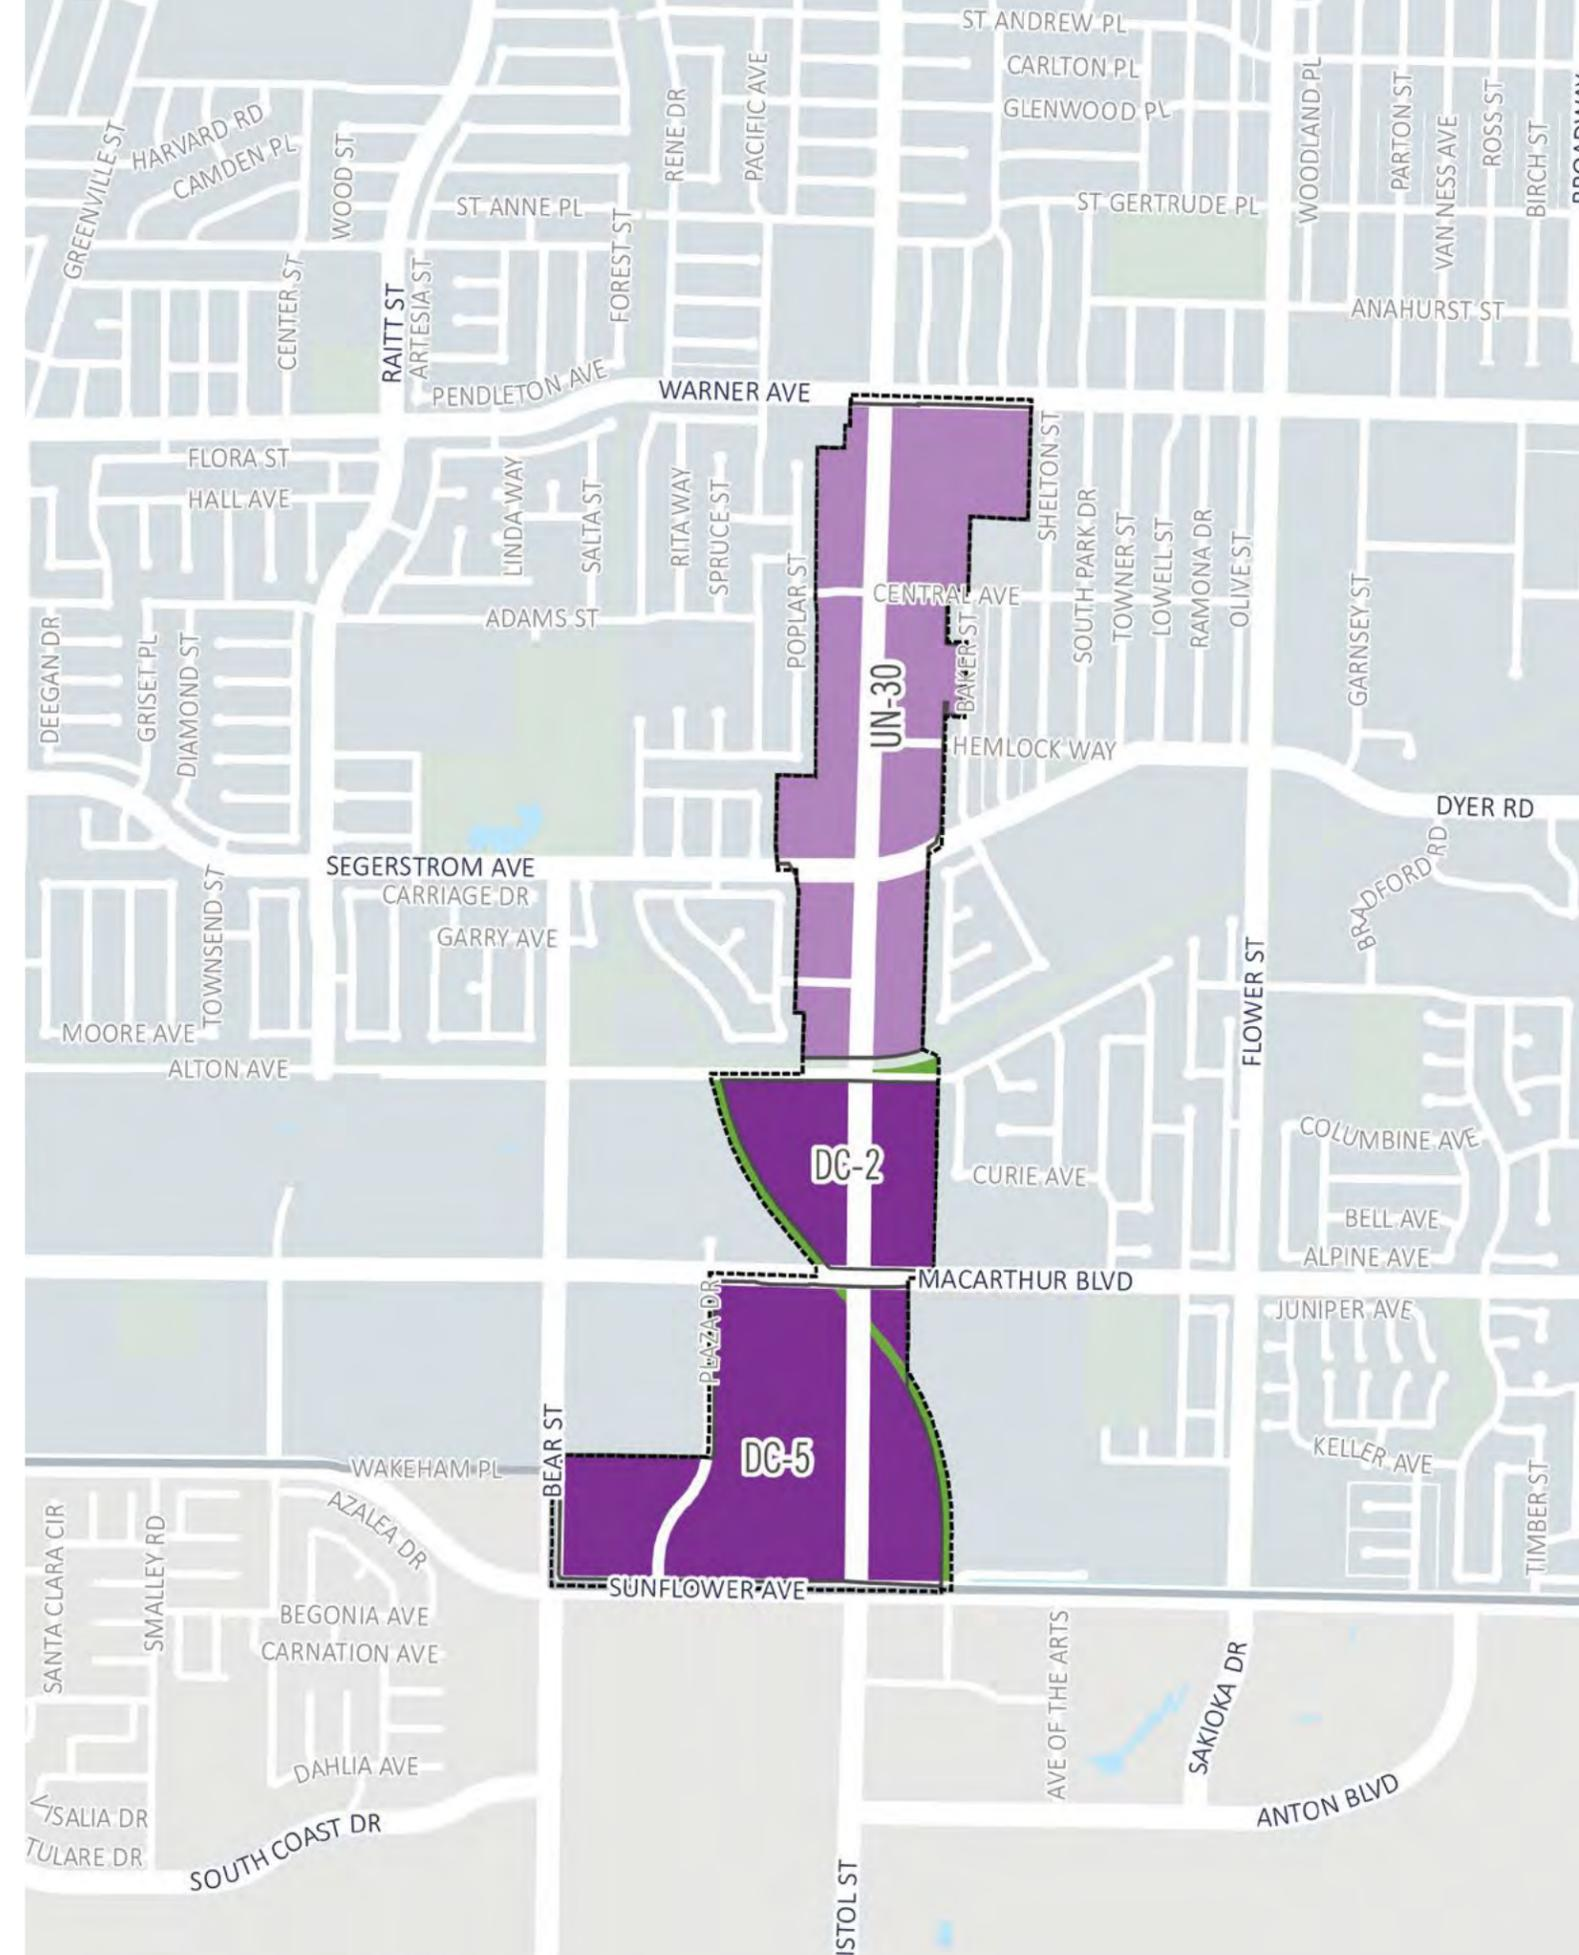 ST ANDREW PL
CARLTON PL
GLENWOOD PL
HARVARD RD
CAMDEN PL
GREENVILLE ST
WOOD ST
RENE DR
PACIFIC AVE
WOODLAND PL
PARTON ST
VAN NESS AVE
ROSS ST
BIRCH ST
BROADWAY
ST ANNE PL
ST GERTRUDE PL
FOREST ST
CENTER ST
RAITT ST
ARTESIA ST
ANAHURST ST
PENDLETON AVE
WARNER AVE
FLORA ST
HALL AVE
LINDA WAY
SALTA ST
RITA WAY
SPRUCE ST
POPLAR ST
SHELTON ST
SOUTH PARK DR
TOWNER ST
LOWELL ST
RAMONA DR
OLIVE ST
GARNSEY ST
CENTRAL AVE
ADAMS ST
DEEGAN DR
GRISET PL
DIAMOND ST
UN-30
BAKER ST
HEMLOCK WAY
DYER RD
SEGERSTROM AVE
CARRIAGE DR
GARRY AVE
TOWNSEND ST
BRADFORD RD
FLOWER ST
MOORE AVE
ALTON AVE
DC-2
CURIE AVE
COLUMBINE AVE
BELL AVE
ALPINE AVE
MACARTHUR BLVD
JUNIPER AVE
PLAZA DR
BEAR ST
DC-5
WAKEHAM PL
KELLER AVE
AZALEA DR
TIMBER ST
SANTA CLARA CIR
SMALLEY RD
SUNFLOWER AVE
BEGONIA AVE
CARNATION AVE
AVE OF THE ARTS
SAKIOKA DR
DAHLIA AVE
ANTON BLVD
VISALIA DR
TULARE DR
SOUTH COAST DR
ISTOL ST